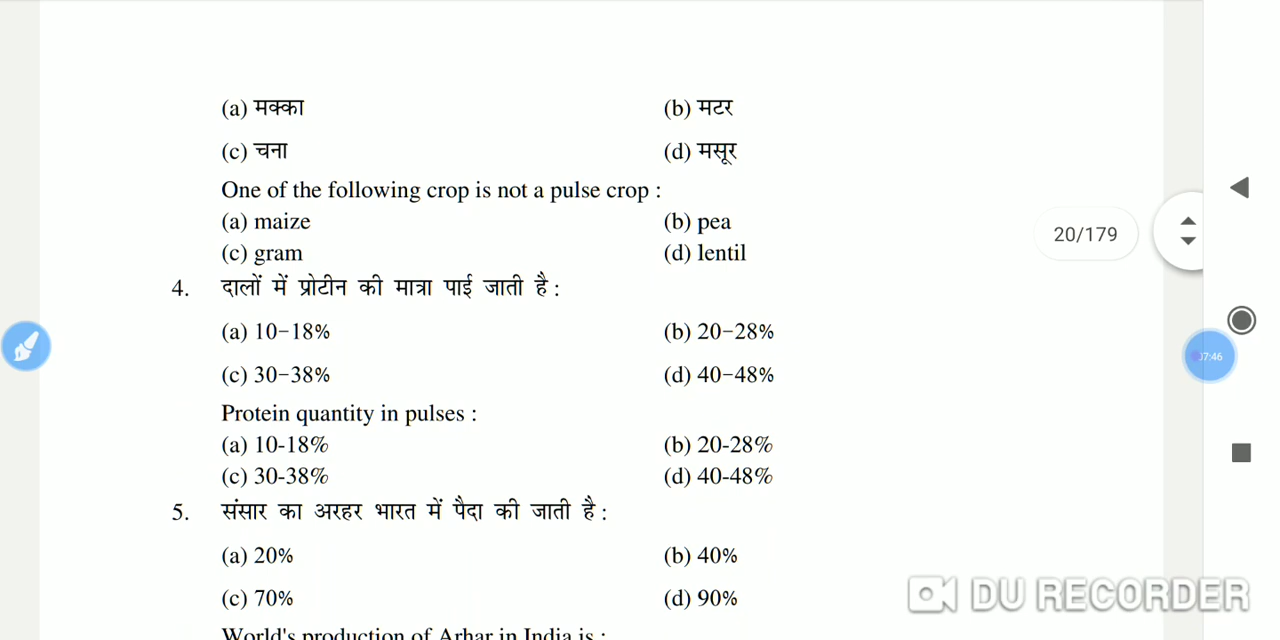 (a) मक्का (b) मटर
(c) चना (d) मसूर
One of the following crop is not a pulse crop :
(a) maize (b) pea
(c) gram (d) lentil
4. दालों में प्रोटीन की मात्रा पाई जाती है :
(a) 10-18% (b) 20-28%
(c) 30-38% (d) 40-48%
Protein quantity in pulses :
(a) 10-18% (b) 20-28%
(c) 30-38% (d) 40-48%
5. संसार का अरहर भारत में पैदा की जाती है :
(a) 20% (b) 40%
(c) 70% (d) 90%
World's production of Arhar in India is :
20/179
07:46
DU RECORDER